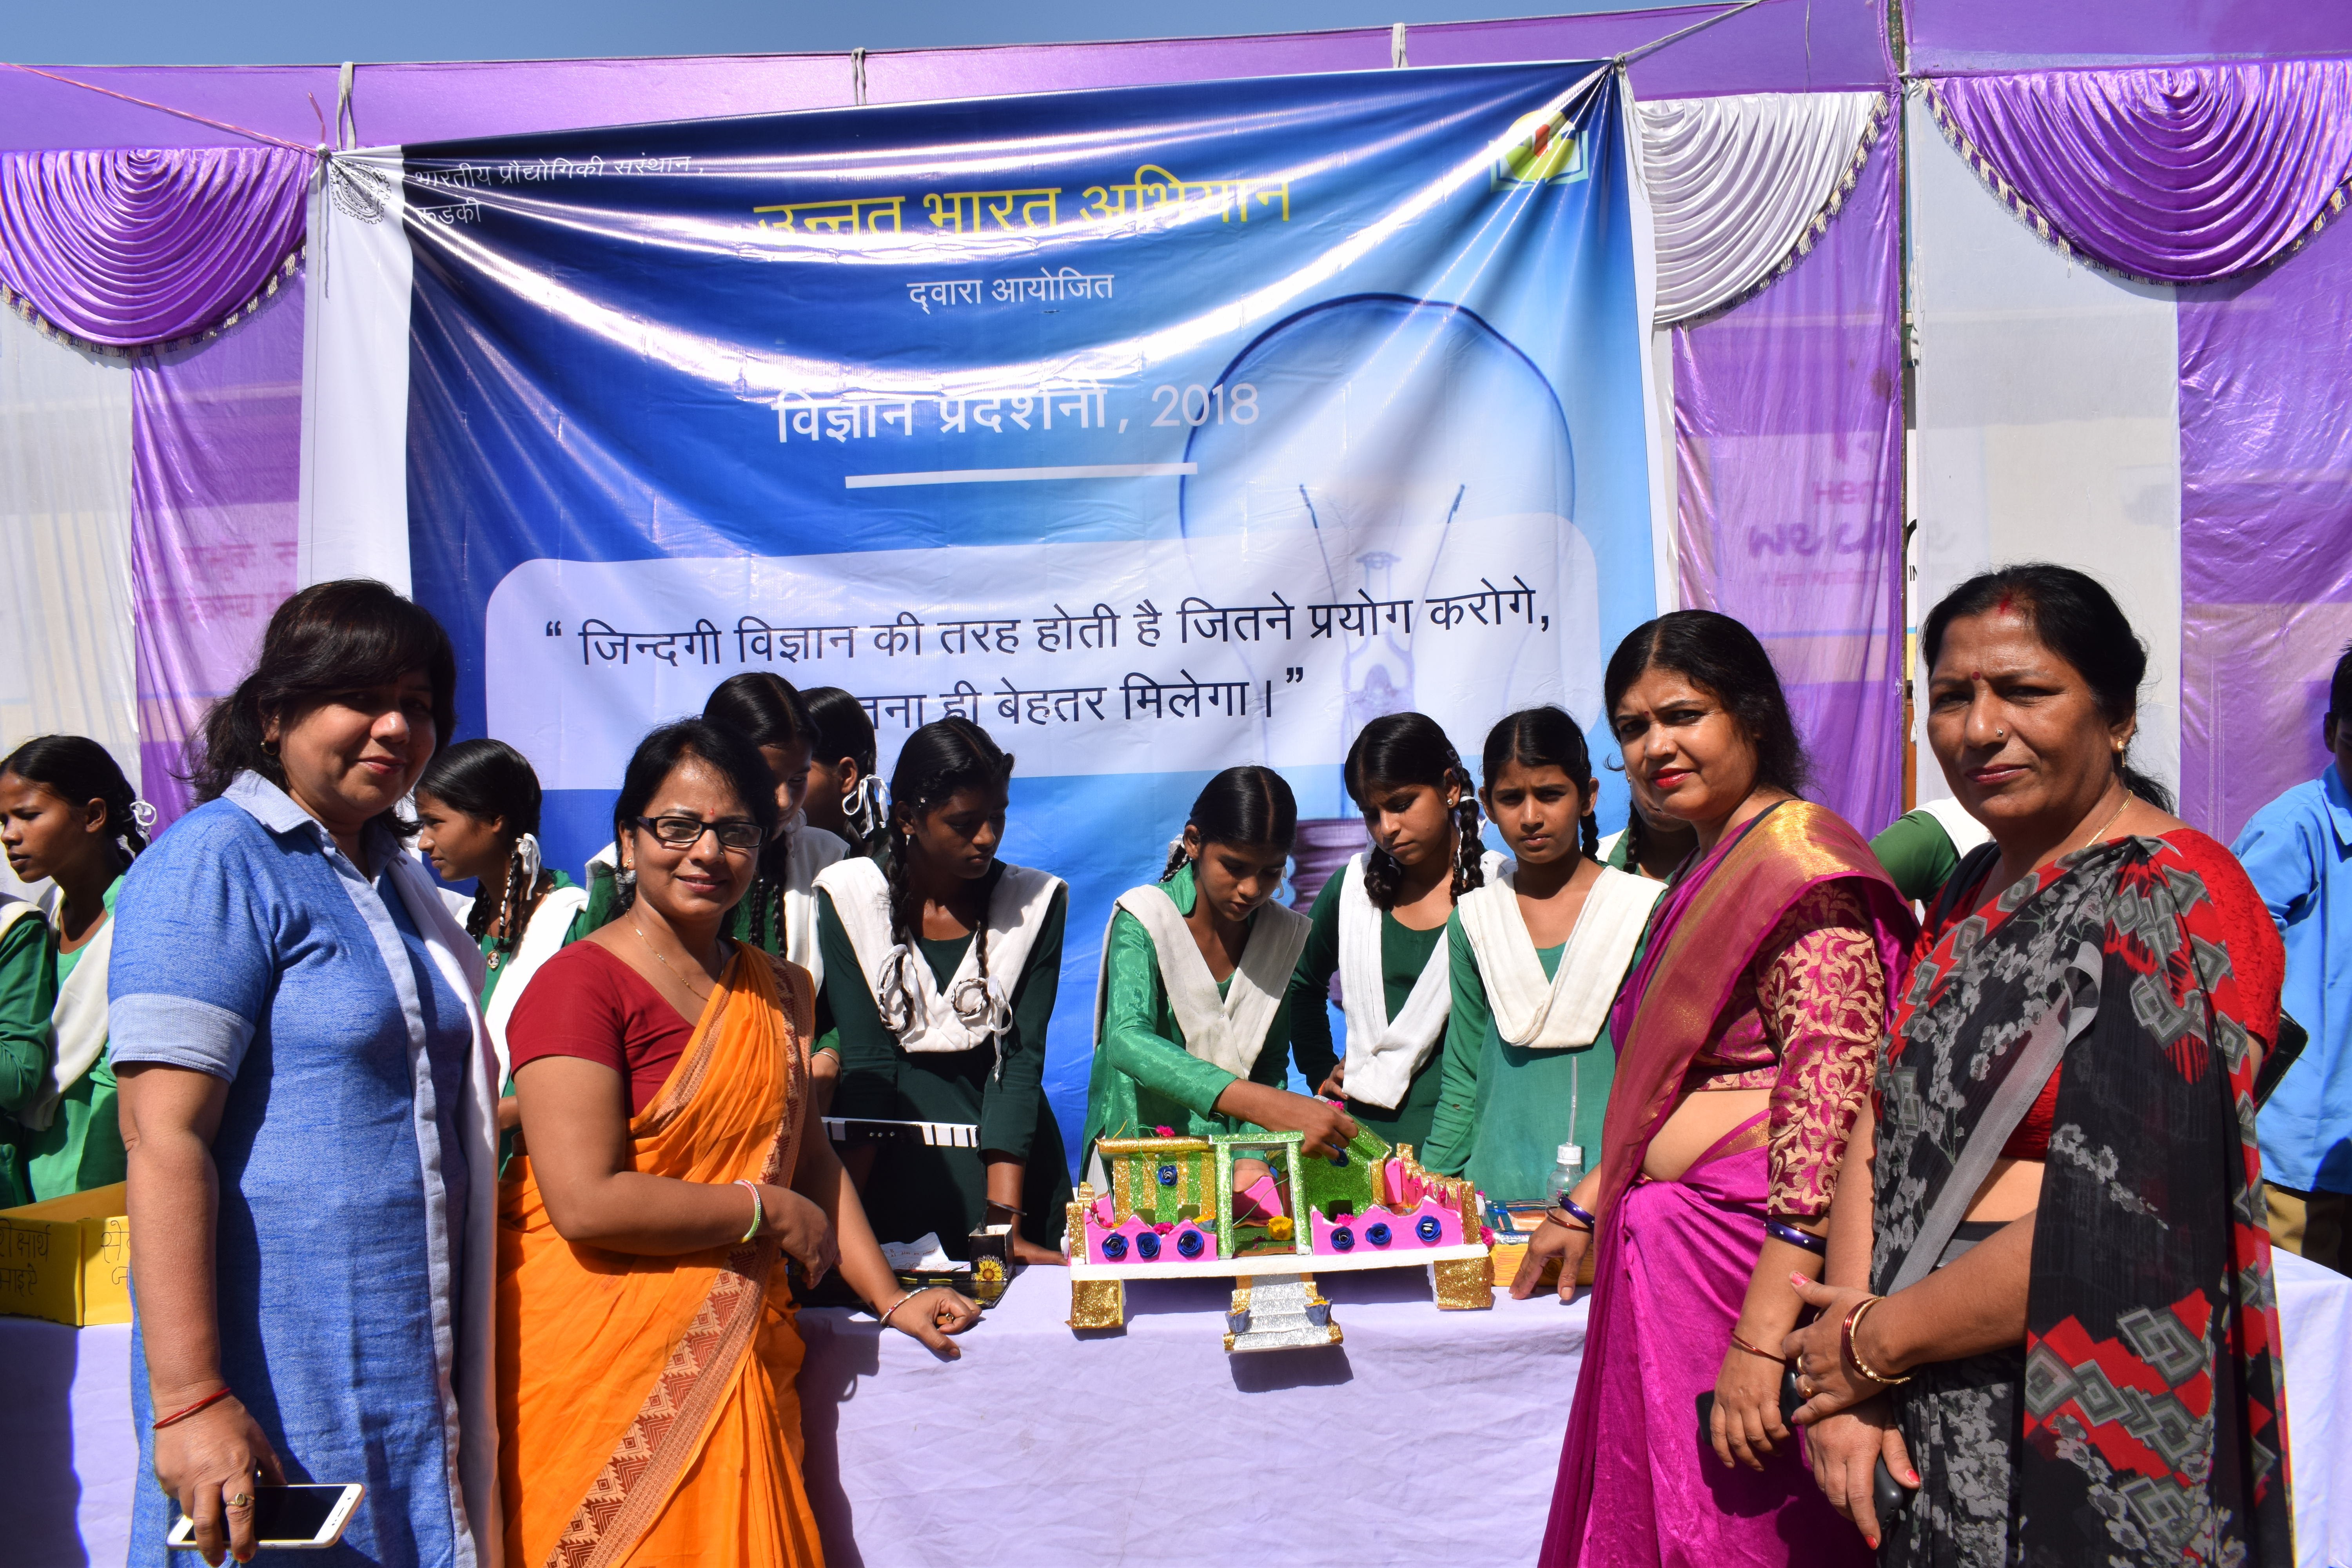 भारतीय प्रौद्योगिकी संस्थान,
रूड़की
उन्नत भारत अभियान
द्वारा आयोजित
विज्ञान प्रदर्शनी, 2018
“ जिन्दगी विज्ञान की तरह होती है जितने प्रयोग करोगे,
ही बेहतर मिलेगा।”